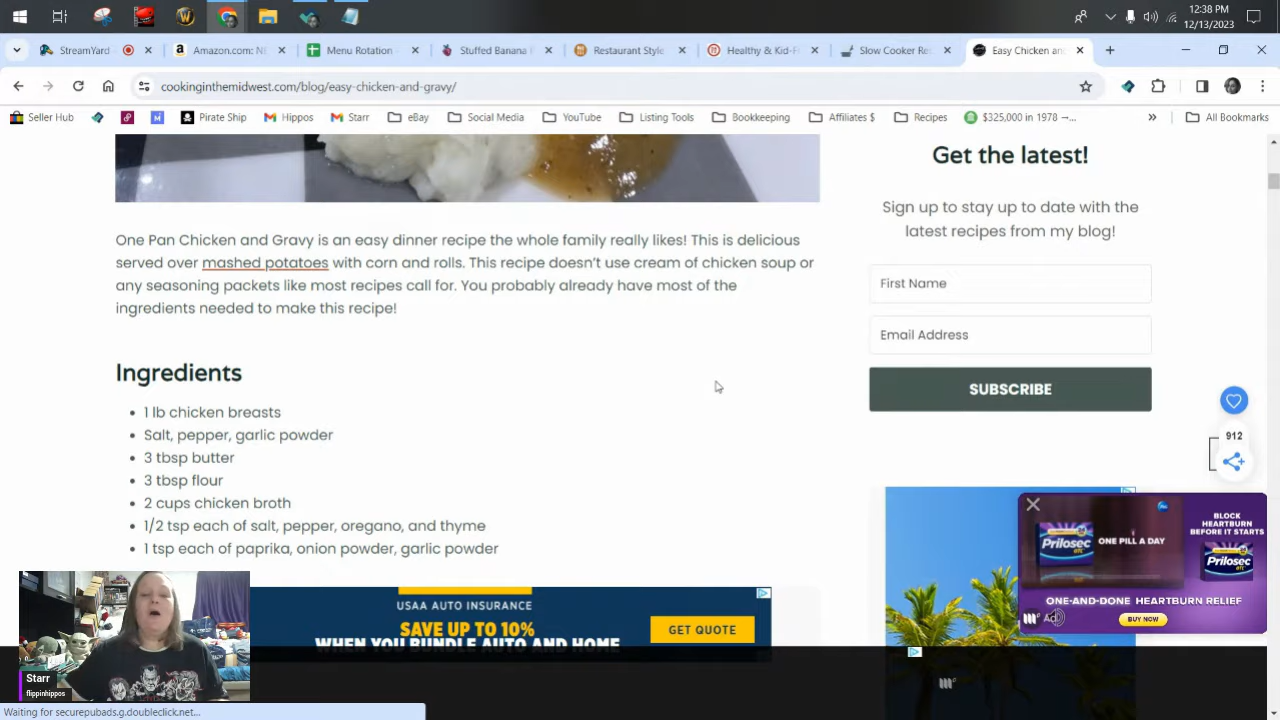 12:38 PM
12/13/2023
StreamYard
Amazon.com: N
Menu Rotation
Stuffed Banana
Restaurant Style
Healthy & Kid-F
Slow Cooker Re
Easy Chicken an
cookinginthemidwest.com/blog/easy-chicken-and-gravy/
Seller Hub
Pirate Ship
Hippos
Starr
eBay
Social Media
YouTube
Listing Tools
Bookkeeping
Affiliates $
Recipes
$325,000 in 1978 →...
»
All Bookmarks
One Pan Chicken and Gravy is an easy dinner recipe the whole family really likes! This is delicious
served over mashed potatoes with corn and rolls. This recipe doesn't use cream of chicken soup or
any seasoning packets like most recipes call for. You probably already have most of the
ingredients needed to make this recipe!
Ingredients
• 1 lb chicken breasts
• Salt, pepper, garlic powder
• 3 tbsp butter
• 3 tbsp flour
• 2 cups chicken broth
• 1/2 tsp each of salt, pepper, oregano, and thyme
• 1 tsp each of paprika, onion powder, garlic powder
Get the latest!
Sign up to stay up to date with the
latest recipes from my blog!
First Name
Email Address
SUBSCRIBE
912
Prilosec
ONE PILL A DAY
BLOCK
HEARTBURN
BEFORE IT STARTS
Prilosec
ONE-AND-DONE HEARTBURN RELIEF
Ad
BUY NOW
USAA AUTO INSURANCE
SAVE UP TO 10%
WHEN YOU BUNDLE AUTO AND HOME
GET QUOTE
Starr
flippinhippos
Waiting for securepubads.g.doubleclick.net...